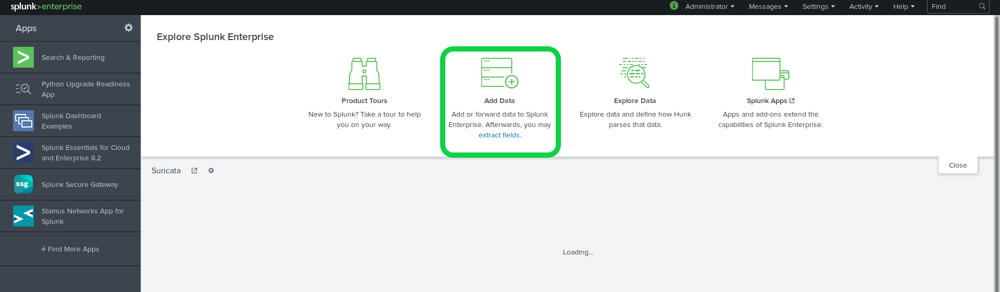 splunk>enterprise
Administrator
Messages
Settings
Activity
Help
Find
Apps
Search & Reporting
Python Upgrade Readiness
App
Splunk Dashboard
Examples
Splunk Essentials for Cloud
and Enterprise 8.2
ssg
Splunk Secure Gateway
Stamus Networks App for
Splunk
+ Find More Apps
Explore Splunk Enterprise
Product Tours
New to Splunk? Take a tour to help
you on your way.
Add Data
Add or forward data to Splunk
Enterprise. Afterwards, you may
extract fields.
Explore Data
Explore data and define how Hunk
parses that data.
Splunk Apps
Apps and add-ons extend the
capabilities of Splunk Enterprise.
Close
Suricata
Loading...